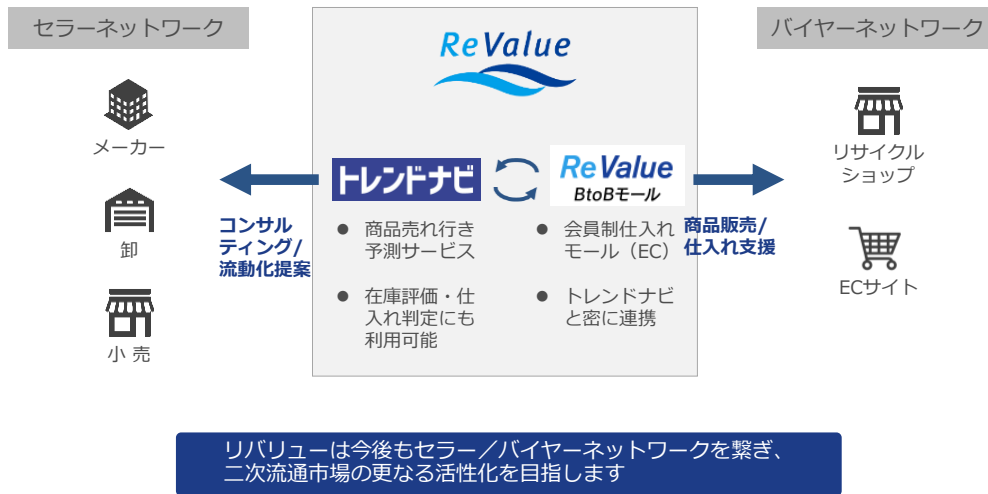 セラーネットワーク
メーカー
卸
小 売
コンサル
ティング/
流動化提案
ReValue
トレンドナビ
● 商品売れ行き
予測サービス
● 在庫評価・仕
入れ判定にも
利用可能
ReValue
BtoBモール
● 会員制仕入れ
モール（EC）
● トレンドナビ
と密に連携
商品販売/
仕入れ支援
バイヤーネットワーク
リサイクル
ショップ
ECサイト
リバリューは今後もセラー／バイヤーネットワークを繋ぎ、
二次流通市場の更なる活性化を目指します